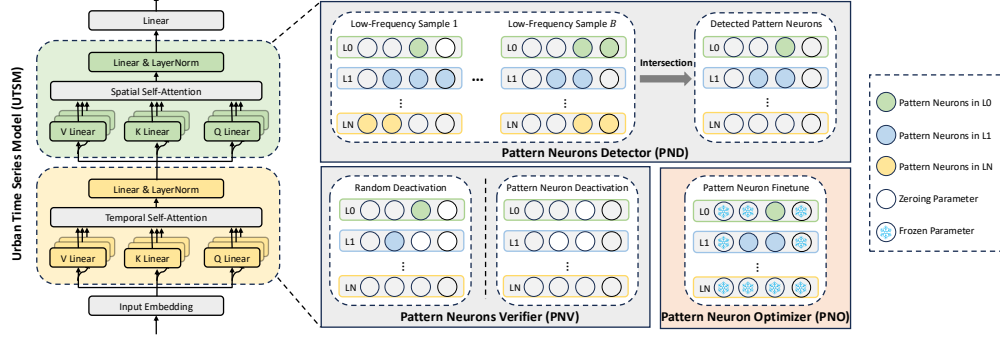 Urban Time Series Model (UTSM)
Linear
Linear & LayerNorm
Spatial Self-Attention
V Linear
K Linear
Q Linear
Linear & LayerNorm
Temporal Self-Attention
V Linear
K Linear
Q Linear
Input Embedding
Low-Frequency Sample 1
Low-Frequency Sample B
Detected Pattern Neurons
L0
L0
L0
L1
...
L1
Intersection
L1
⋮
⋮
⋮
LN
LN
LN
Pattern Neurons Detector (PND)
Random Deactivation
Pattern Neuron Deactivation
L0
L0
L1
L1
⋮
⋮
LN
LN
Pattern Neurons Verifier (PNV)
Pattern Neuron Finetune
L0
L1
⋮
LN
Pattern Neuron Optimizer (PNO)
Pattern Neurons in L0
Pattern Neurons in L1
Pattern Neurons in LN
Zeroing Parameter
Frozen Parameter